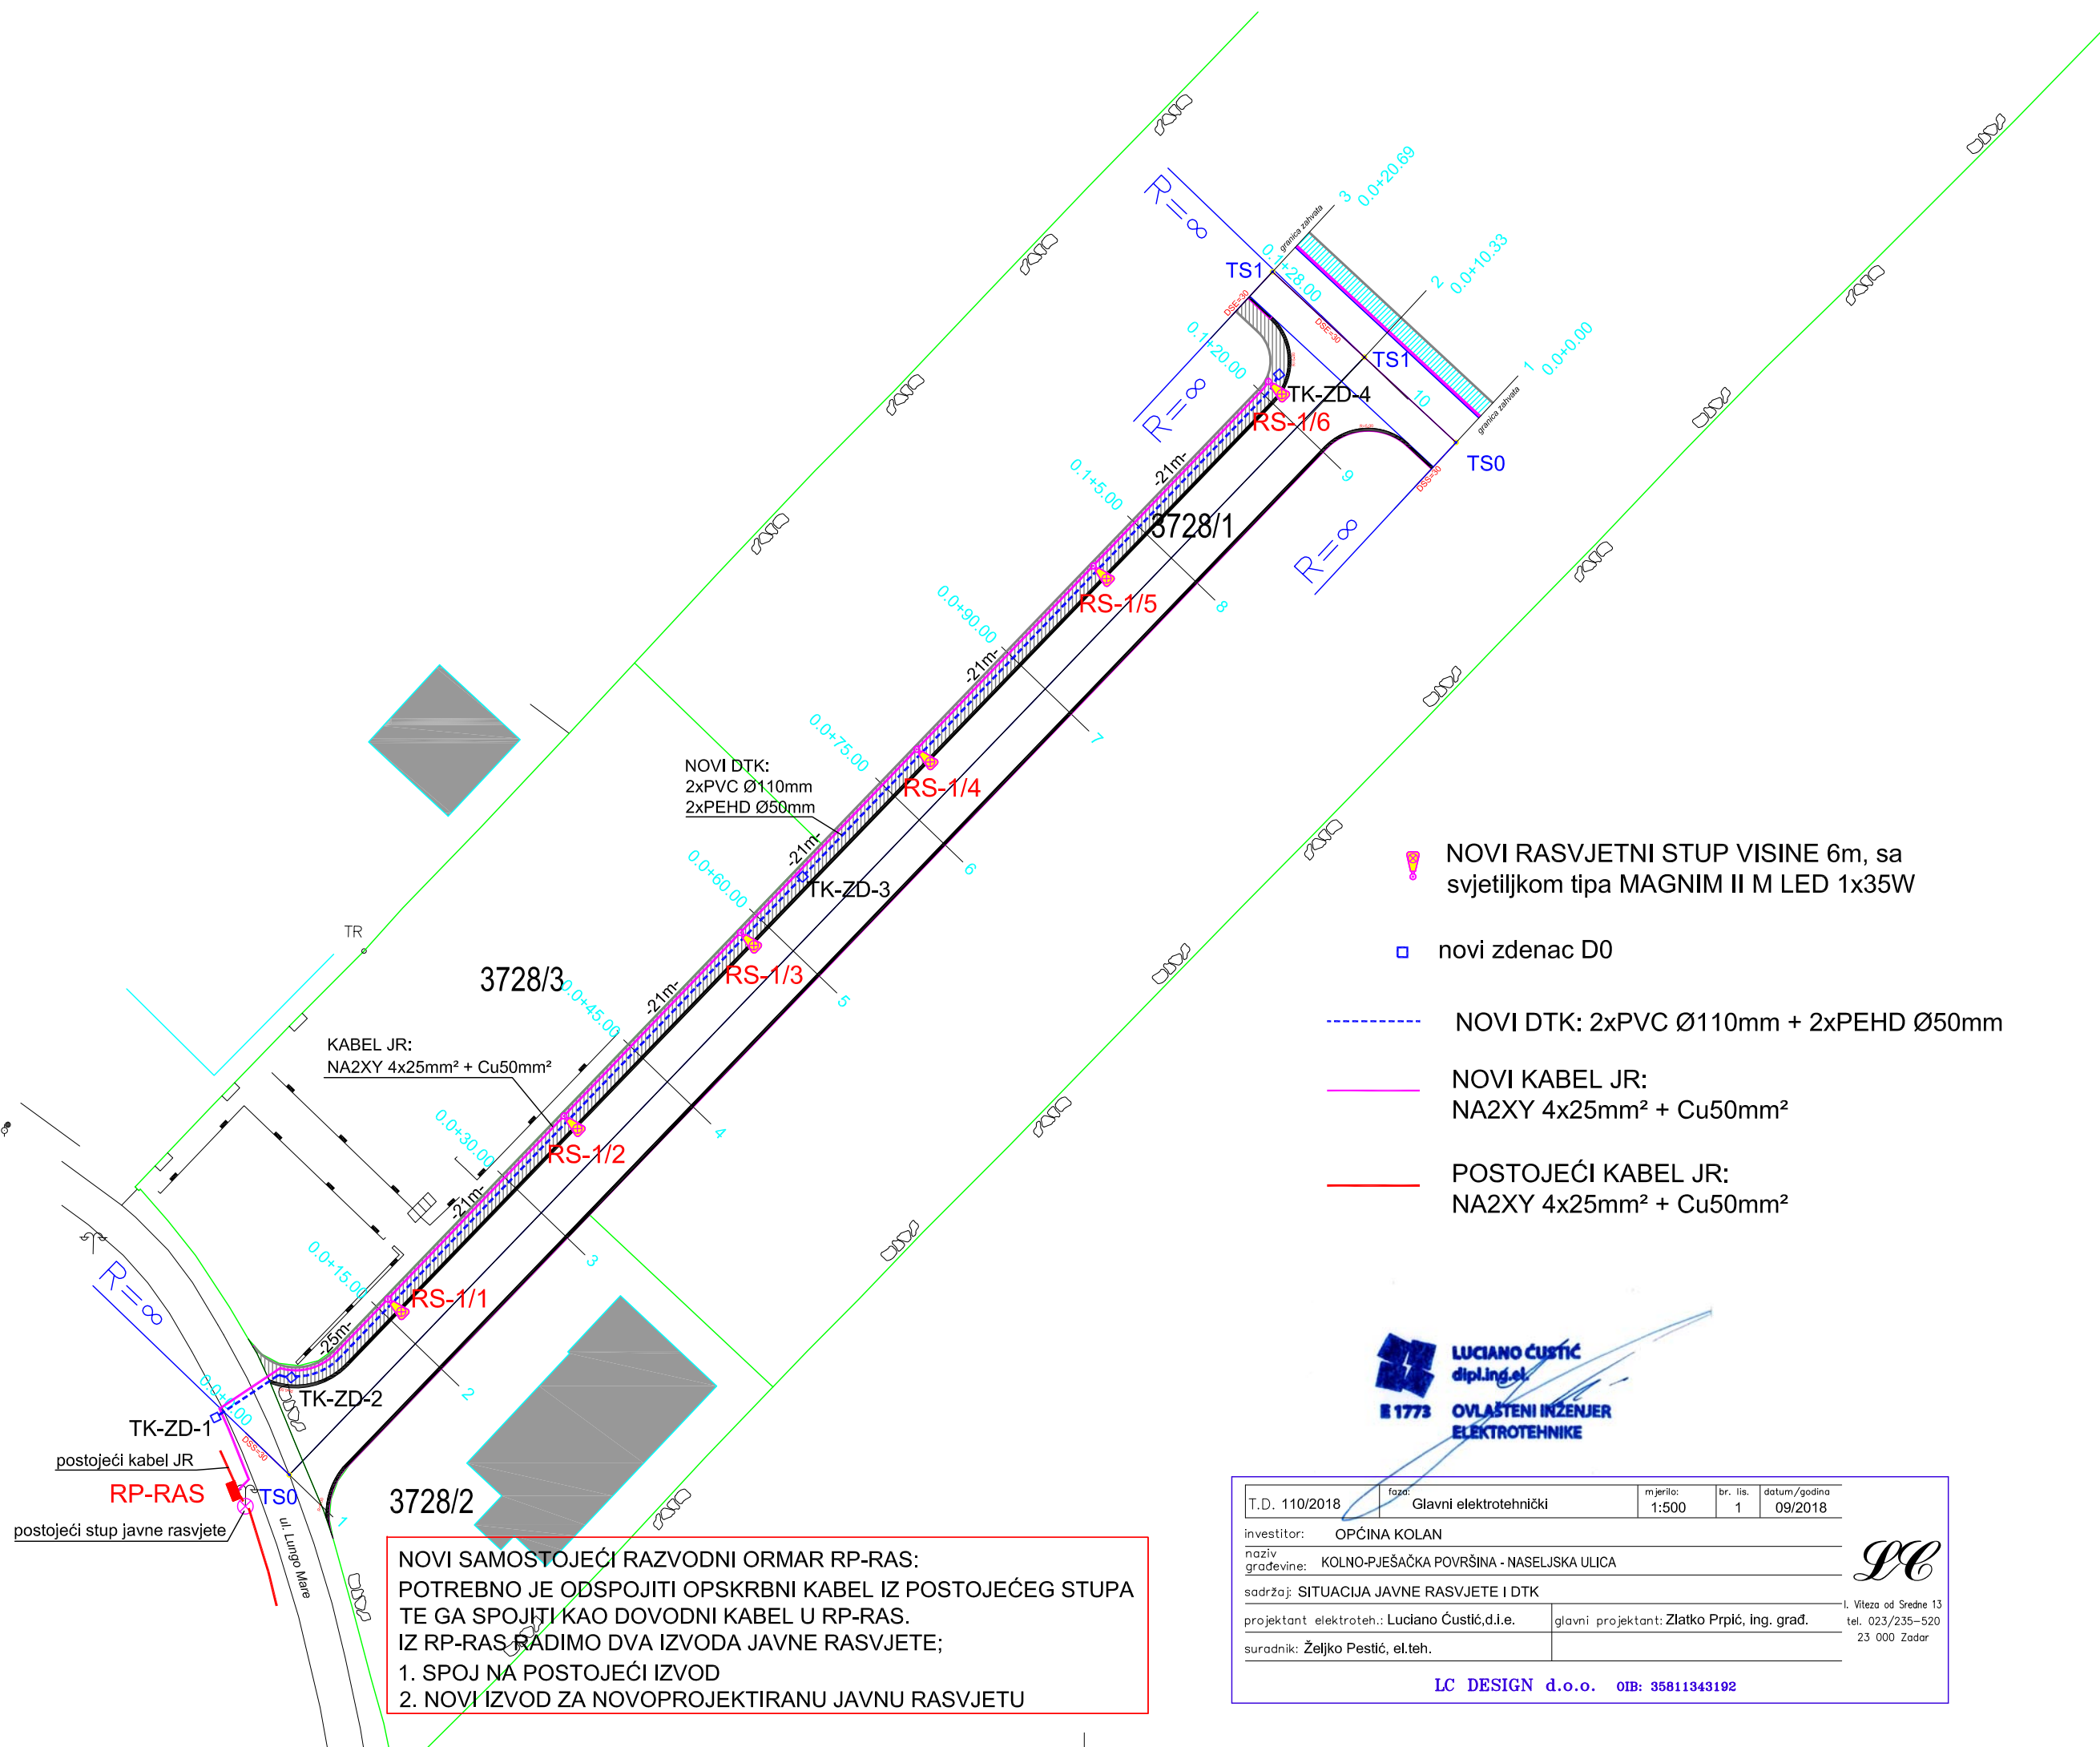 R=∞
granica zahvata
3
0.0+20.69
TS1
0.1+28.00
2
0.0+10.33
DSE=30
DSE=30
0.1+20.00
TS1
10
1
0.0+0.00
granica zahvata
R=∞
TK-ZD-4
RS-1/6
9
TS0
DSS=30
-21m-
0.1+5.00
3728/1
R=∞
RS-1/5
8
0.0+90.00
-21m-
7
0.0+75.00
NOVI DTK:
2xPVC Ø110mm
2xPEHD Ø50mm
RS-1/4
-21m-
6
0.0+60.00
TK-ZD-3
TR
RS-1/3
5
3728/3
-21m-
0.0+45.00
KABEL JR:
NA2XY 4x25mm² + Cu50mm²
4
0.0+30.00
RS-1/2
-21m-
3
0.0+15.00
R=∞
RS-1/1
-25m-
2
TK-ZD-2
TK-ZD-1
DSS=30
postojeći kabel JR
RP-RAS
TS0
1
postojeći stup javne rasvjete
ul. Lungo Mare
3728/2
NOVI RASVJETNI STUP VISINE 6m, sa
svjetiljkom tipa MAGNIM II M LED 1x35W
novi zdenac D0
NOVI DTK: 2xPVC Ø110mm + 2xPEHD Ø50mm
NOVI KABEL JR:
NA2XY 4x25mm² + Cu50mm²
POSTOJEĆI KABEL JR:
NA2XY 4x25mm² + Cu50mm²
LUCIANO ĆUSTIĆ
dipl.ing.el.
E 1773 OVLAŠTENI INŽENJER
ELEKTROTEHNIKE
NOVI SAMOSTOJEĆI RAZVODNI ORMAR RP-RAS:
POTREBNO JE ODSPOJITI OPSKRBNI KABEL IZ POSTOJEĆEG STUPA
TE GA SPOJITI KAO DOVODNI KABEL U RP-RAS.
IZ RP-RAS RADIMO DVA IZVODA JAVNE RASVJETE;
1. SPOJ NA POSTOJEĆI IZVOD
2. NOVI IZVOD ZA NOVOPROJEKTIRANU JAVNU RASVJETU
T.D. 110/2018
faza: Glavni elektrotehnički
mjerilo: 1:500
br. lis. 1
datum/godina 09/2018
investitor: OPĆINA KOLAN
naziv građevine: KOLNO-PJEŠAČKA POVRŠINA - NASELJSKA ULICA
sadržaj: SITUACIJA JAVNE RASVJETE I DTK
projektant elektroteh.: Luciano Ćustić,d.i.e.
glavni projektant: Zlatko Prpić, ing. građ.
suradnik: Željko Pestić, el.teh.
LC
I. Viteza od Sredne 13
tel. 023/235-520
23 000 Zadar
LC DESIGN d.o.o. OIB: 35811343192